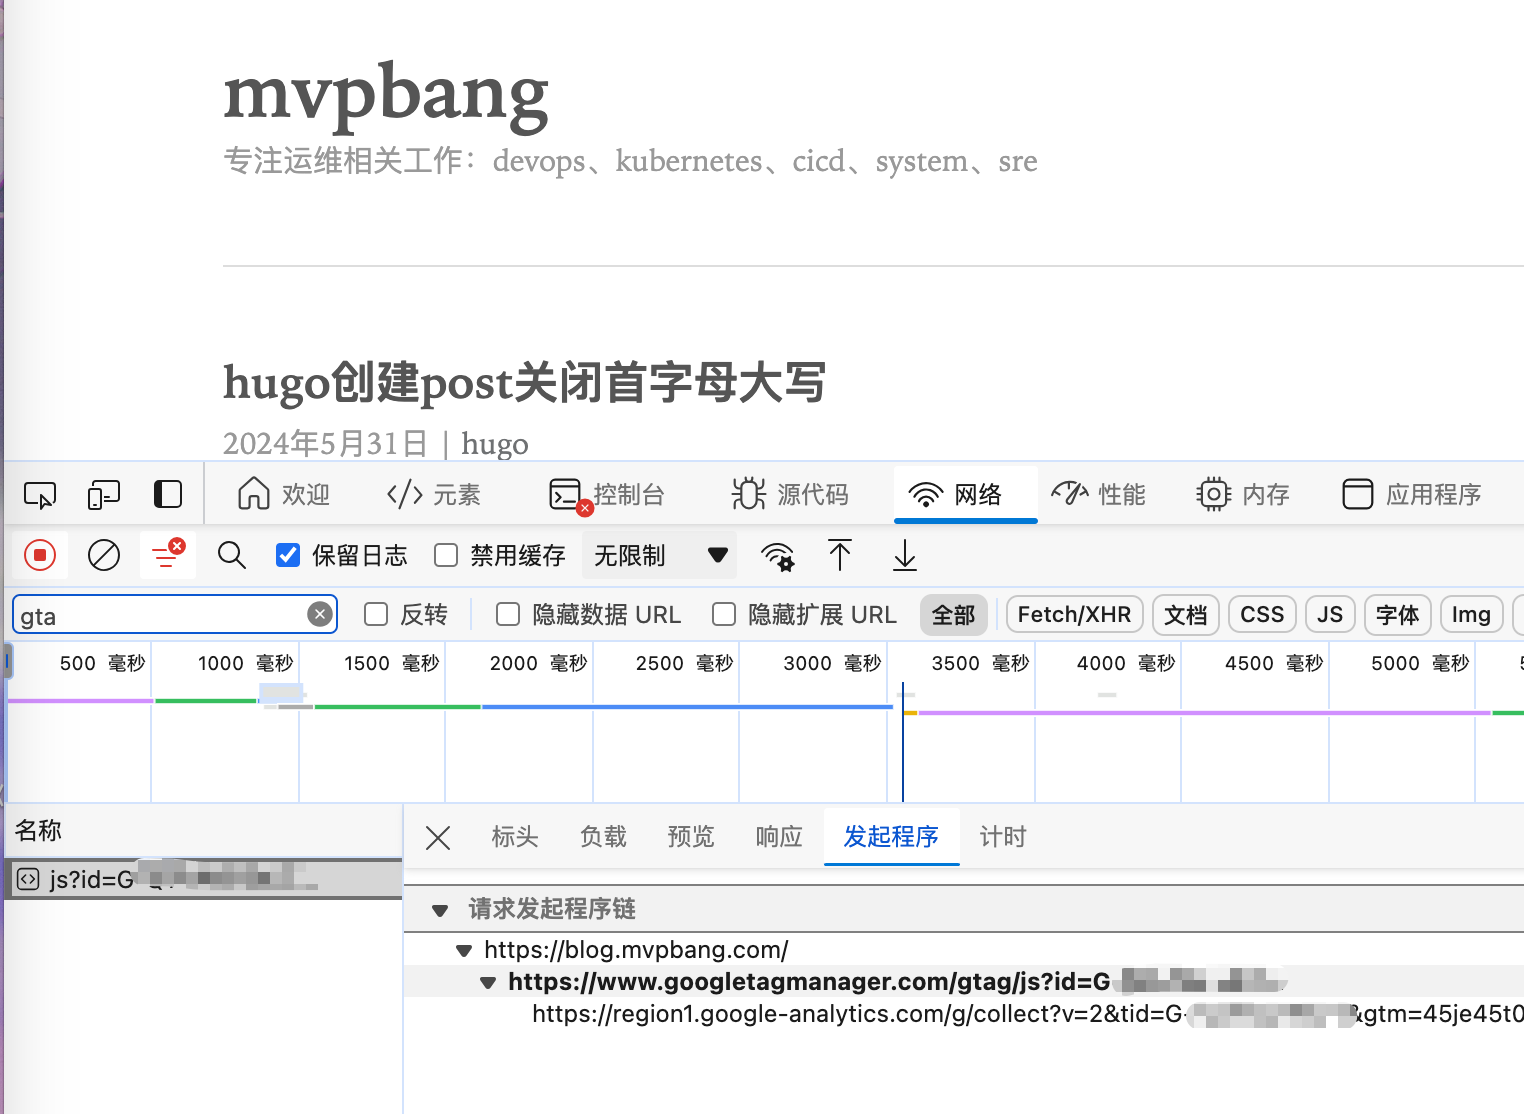 mvpbang
专注运维相关工作：devops、kubernetes、cicd、system、sre
hugo创建post关闭首字母大写
2024年5月31日 | hugo
欢迎 元素 控制台 源代码 网络 性能 内存 应用程序
保留日志 禁用缓存 无限制
gta 反转 隐藏数据 URL 隐藏扩展 URL 全部 Fetch/XHR 文档 CSS JS 字体 Img
500 毫秒 1000 毫秒 1500 毫秒 2000 毫秒 2500 毫秒 3000 毫秒 3500 毫秒 4000 毫秒 4500 毫秒 5000 毫秒
名称 标头 负载 预览 响应 发起程序 计时
js?id=G
请求发起程序链
https://blog.mvpbang.com/
https://www.googletagmanager.com/gtag/js?id=G
https://region1.google-analytics.com/g/collect?v=2&tid=G- &gtm=45je45t0